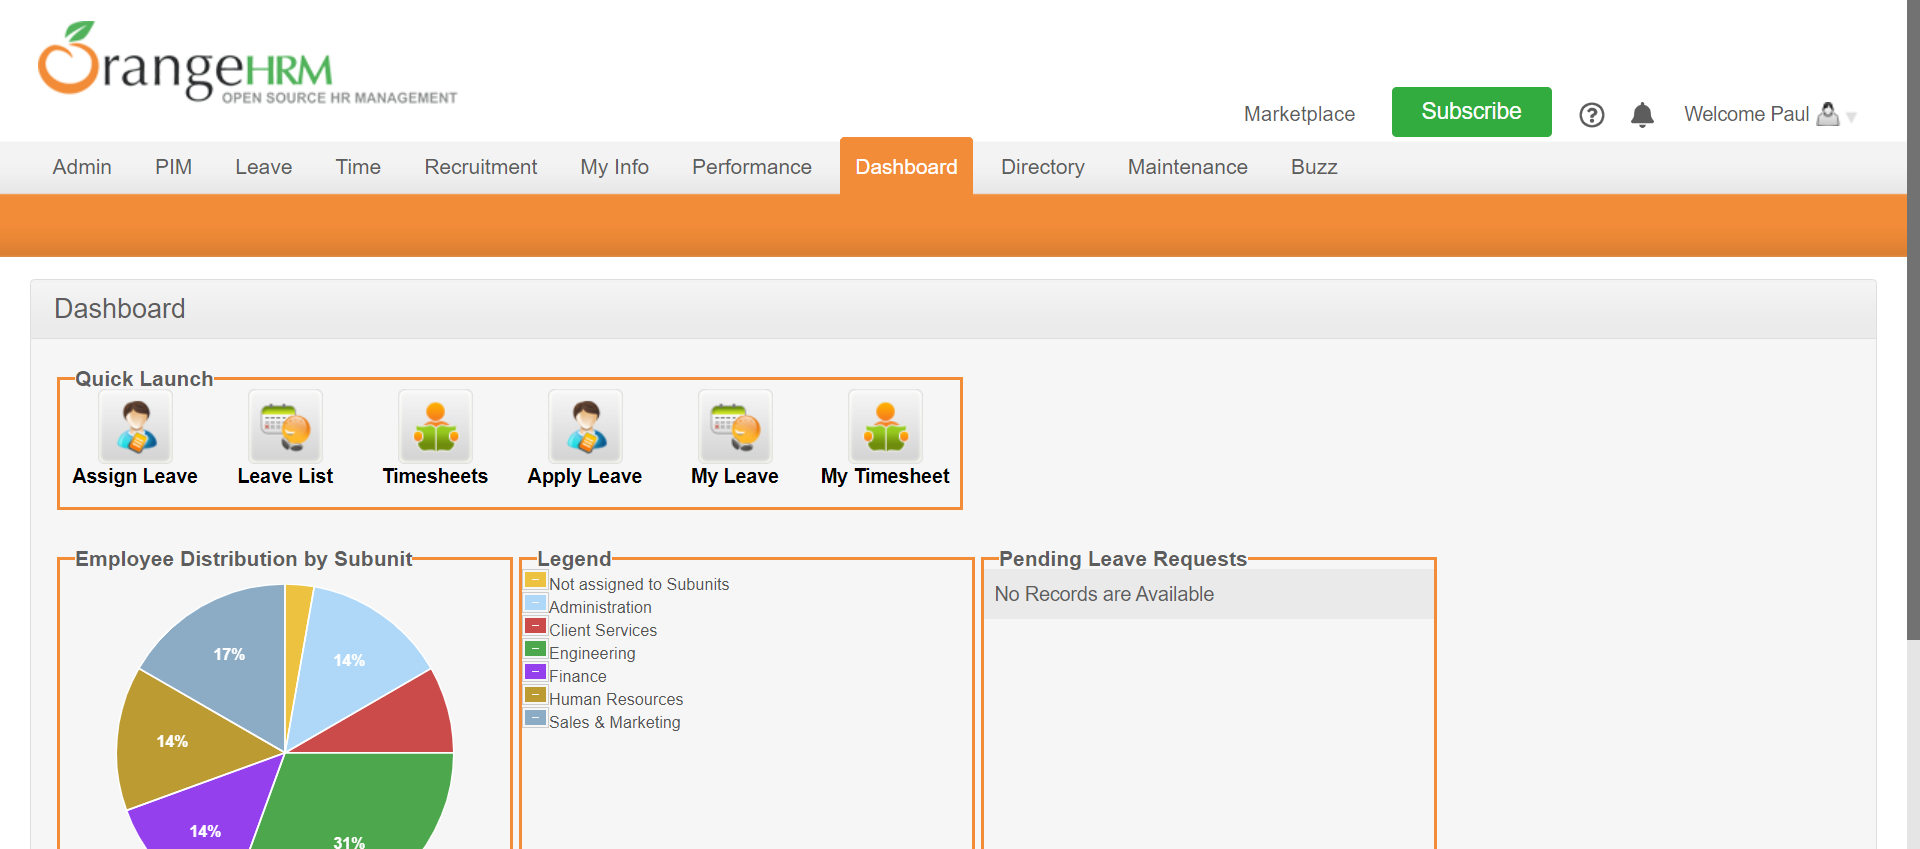 OrangeHRM
OPEN SOURCE HR MANAGEMENT
Marketplace
Subscribe
Welcome Paul
Admin
PIM
Leave
Time
Recruitment
My Info
Performance
Dashboard
Directory
Maintenance
Buzz
Dashboard
Quick Launch
Assign Leave
Leave List
Timesheets
Apply Leave
My Leave
My Timesheet
Employee Distribution by Subunit
17%
14%
14%
14%
31%
Legend
Not assigned to Subunits
Administration
Client Services
Engineering
Finance
Human Resources
Sales & Marketing
Pending Leave Requests
No Records are Available